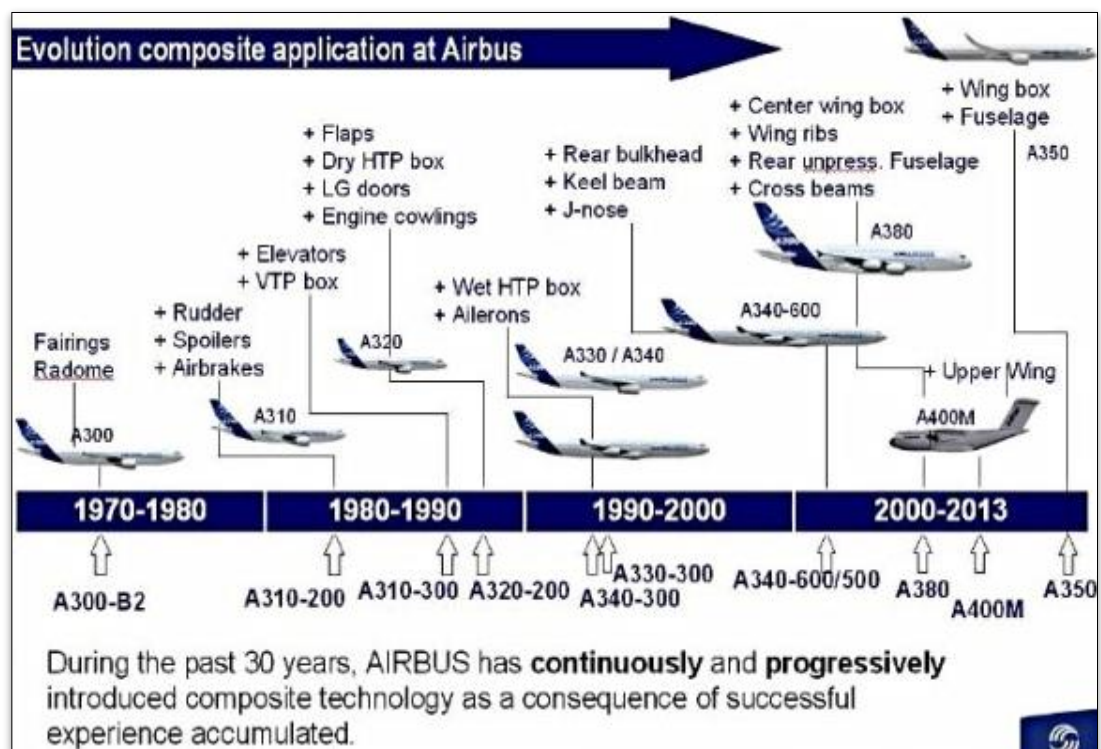 Evolution composite application at Airbus
+ Wing box
+ Fuselage
A350
+ Center wing box
+ Wing ribs
+ Rear unpress. Fuselage
+ Cross beams
A380
+ Flaps
+ Dry HTP box
+ LG doors
+ Engine cowlings
+ Rear bulkhead
+ Keel beam
+ J-nose
+ Elevators
+ VTP box
+ Wet HTP box
+ Ailerons
+ Rudder
+ Spoilers
+ Airbrakes
Fairings
Radome
A320
A330 / A340
A340-600
+ Upper Wing
A300
A310
A400M
1970-1980
1980-1990
1990-2000
2000-2013
A300-B2
A310-200
A310-300
A320-200
A330-300
A340-300
A340-600/500
A380
A400M
A350
During the past 30 years, AIRBUS has continuously and progressively
introduced composite technology as a consequence of successful
experience accumulated.